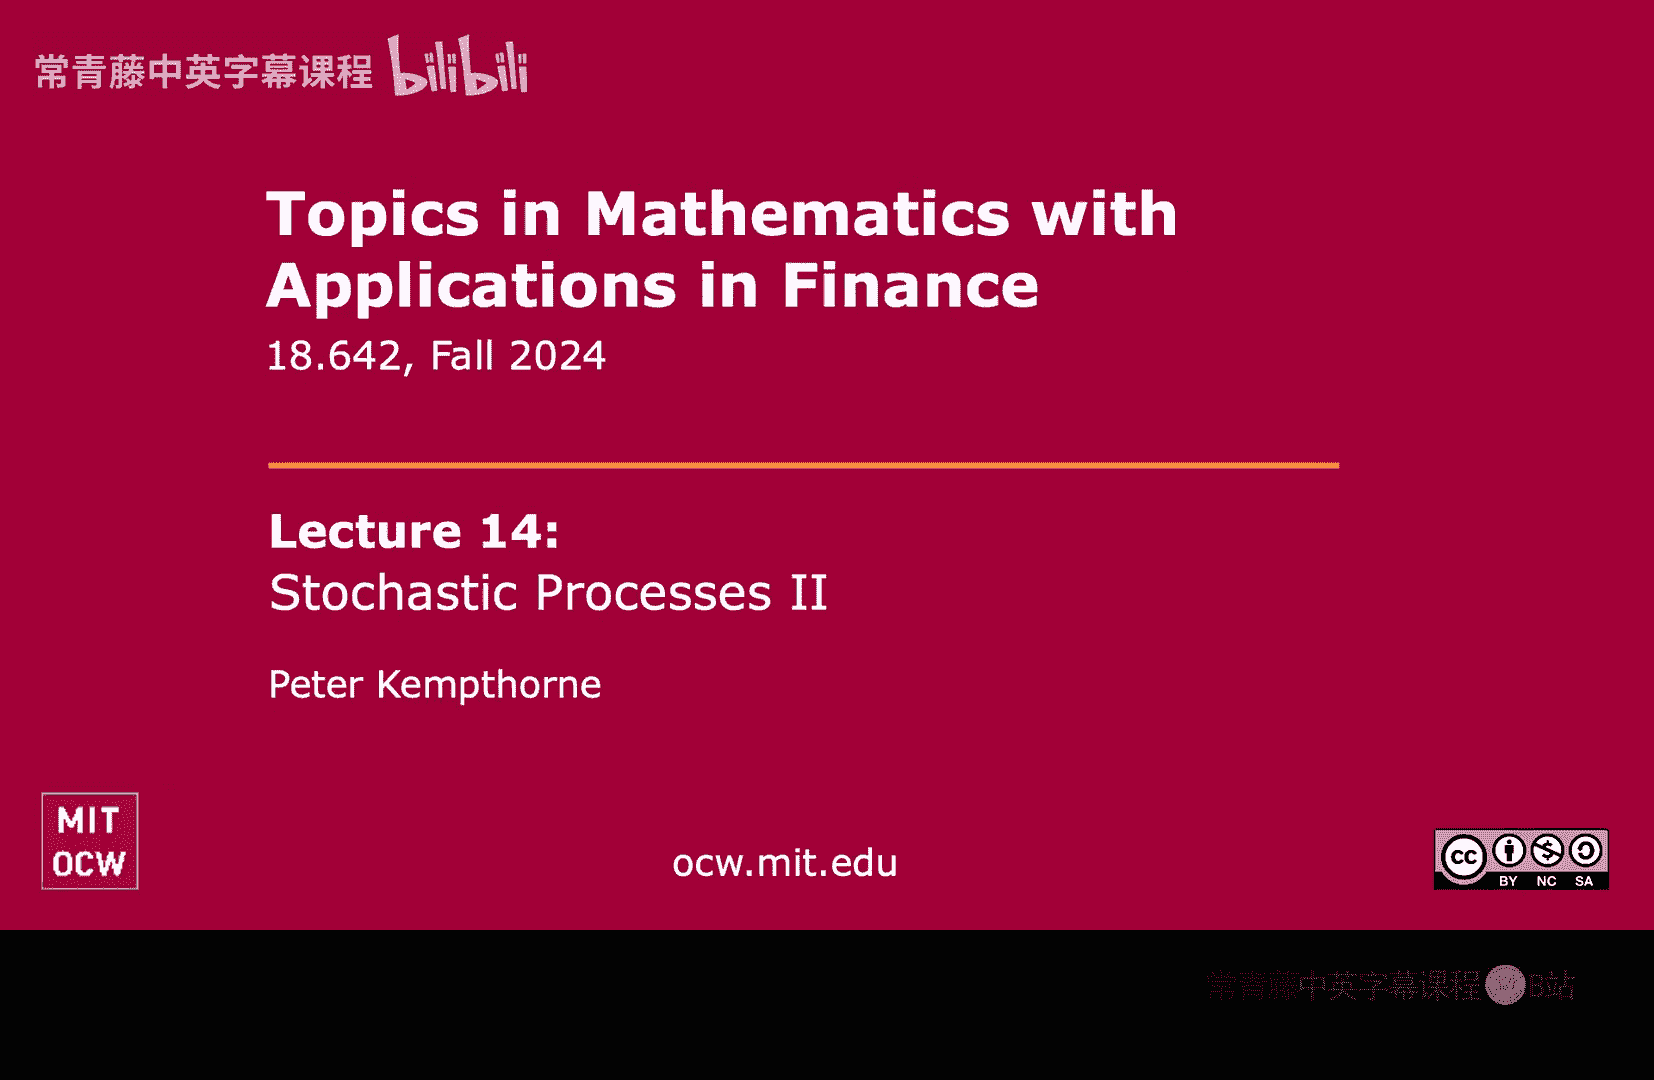 常青藤中英字幕课程 bilibili
Topics in Mathematics with
Applications in Finance
18.642, Fall 2024
Lecture 14:
Stochastic Processes II
Peter Kempthorne
MIT
OCW
ocw.mit.edu
cc
BY NC SA
常青藤中英字幕课程
B站